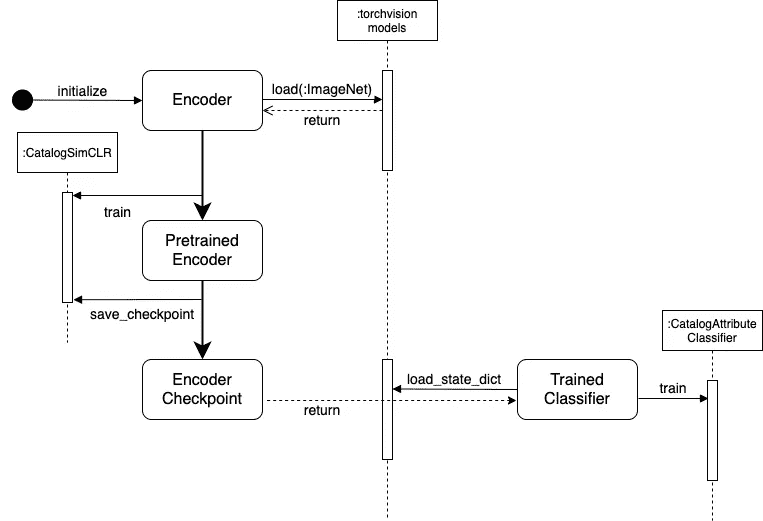 :torchvision
models
initialize
Encoder
load(:ImageNet)
return
:CatalogSimCLR
train
Pretrained
Encoder
save_checkpoint
:CatalogAttribute
Classifier
Encoder
Checkpoint
return
load_state_dict
Trained
Classifier
train